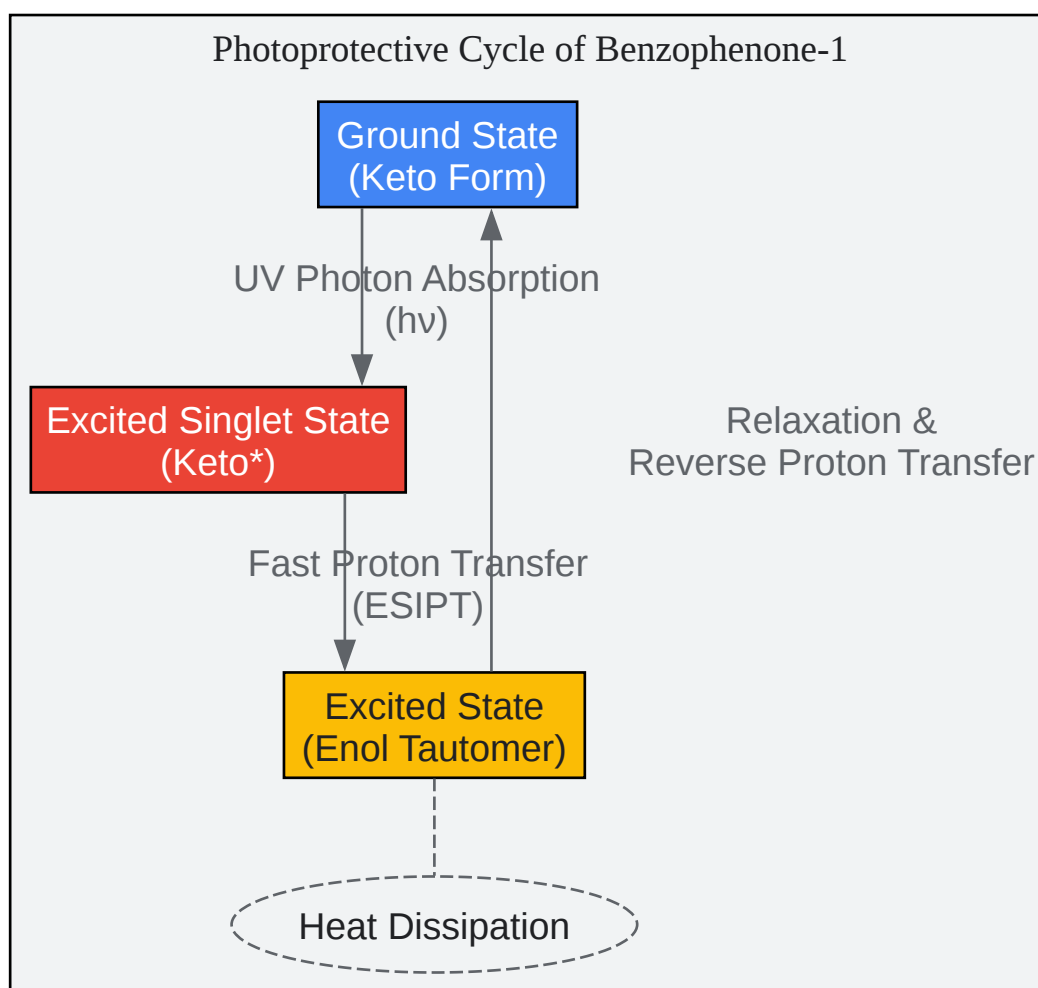 Photoprotective Cycle of Benzophenone-1
Ground State
(Keto Form)
UV Photon Absorption
(hν)
Excited Singlet State
(Keto*)
Relaxation &
Reverse Proton Transfer
Fast Proton Transfer
(ESIPT)
Excited State
(Enol Tautomer)
Heat Dissipation